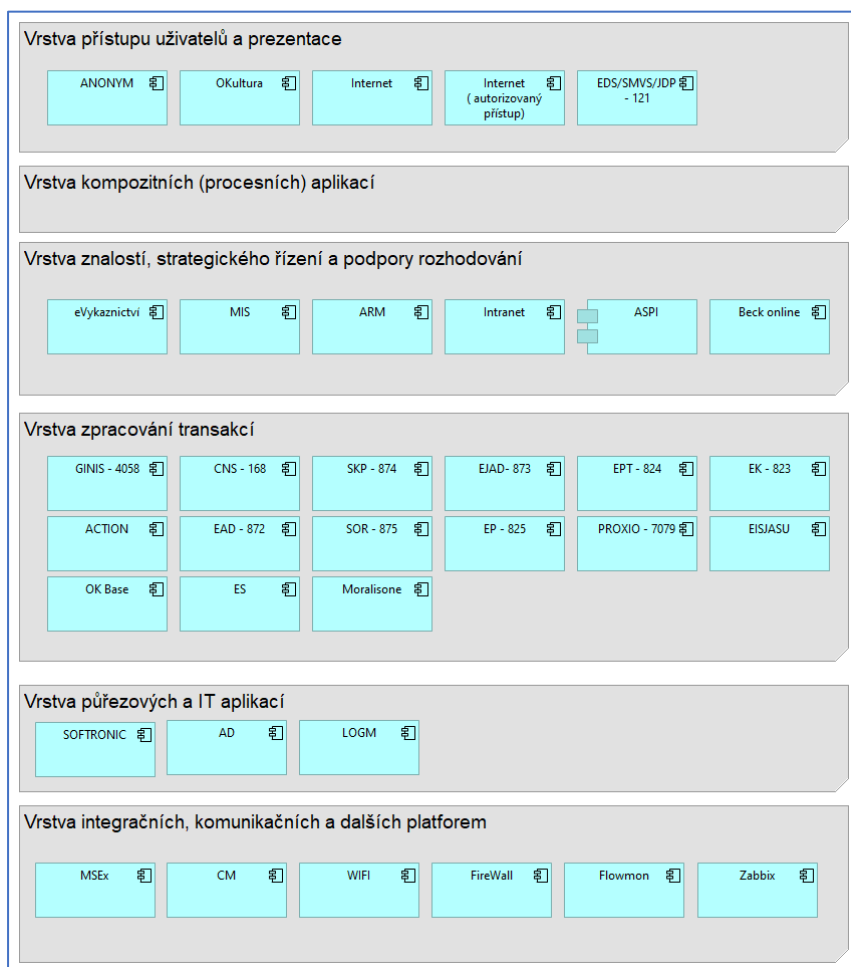 Vrstva přístupu uživatelů a prezentace
ANONYM
OKultura
Internet
Internet
( autorizovaný
přístup)
EDS/SMVS/JDP
- 121
Vrstva kompozitních (procesních) aplikací
Vrstva znalostí, strategického řízení a podpory rozhodování
eVykaznictví
MIS
ARM
Intranet
ASPI
Beck online
Vrstva zpracování transakcí
GINIS - 4058
CNS - 168
SKP - 874
EJAD- 873
EPT - 824
EK - 823
ACTION
EAD - 872
SOR - 875
EP - 825
PROXIO - 7079
EISJASU
OK Base
ES
Moralisone
Vrstva půřezových a IT aplikací
SOFTRONIC
AD
LOGM
Vrstva integračních, komunikačních a dalších platforem
MSEx
CM
WIFI
FireWall
Flowmon
Zabbix